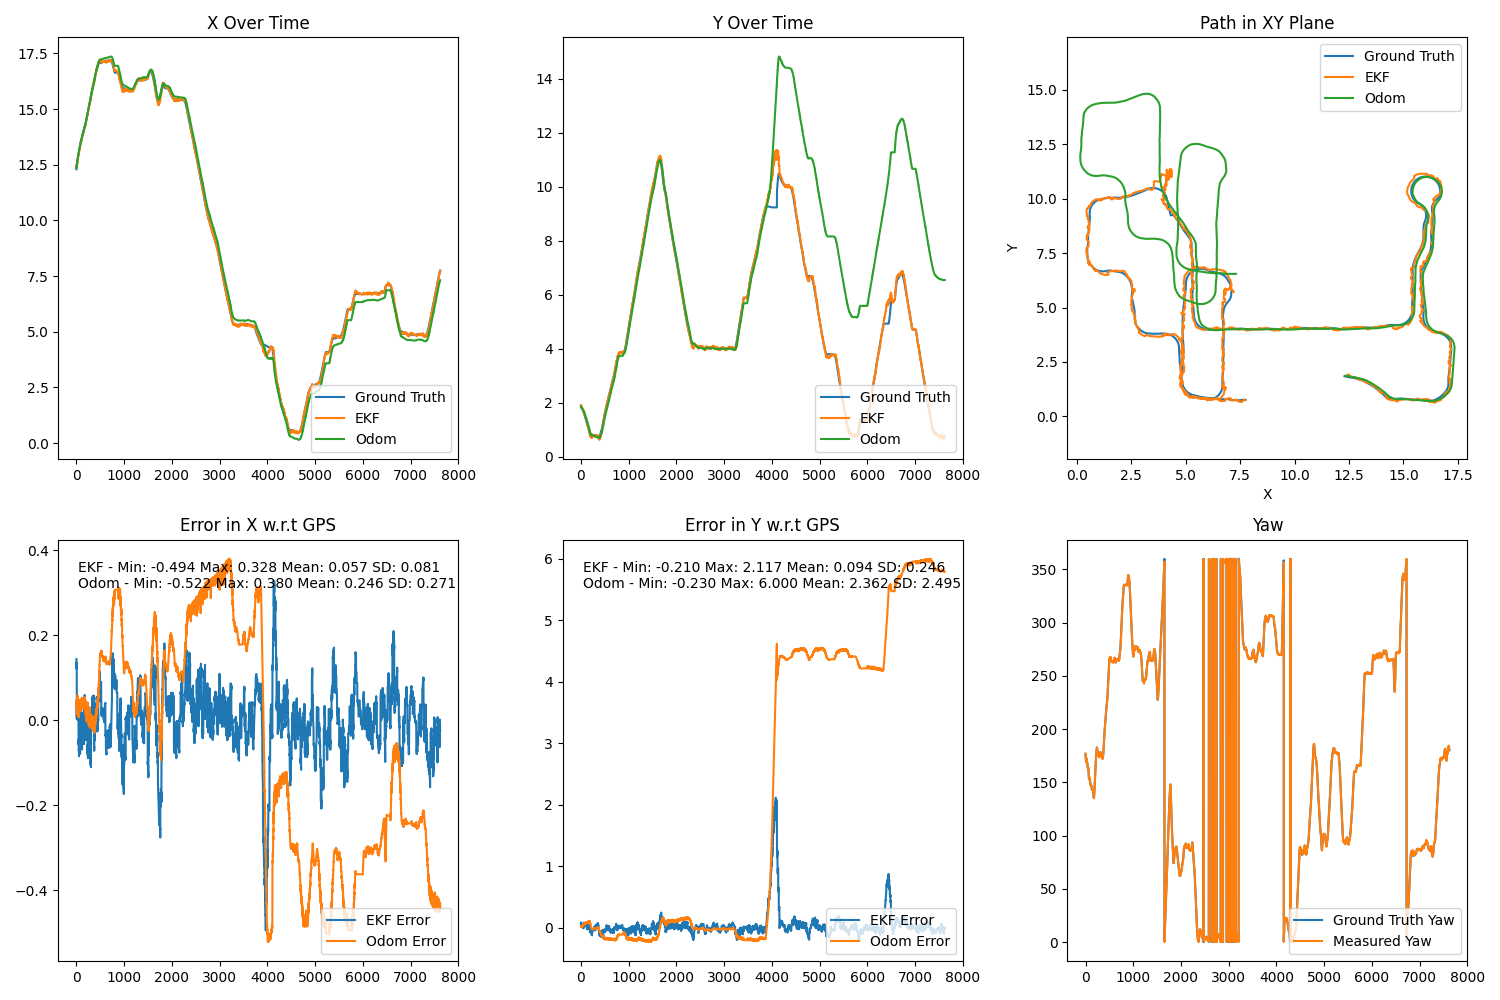 X Over Time
17.5
15.0
12.5
10.0
7.5
5.0
2.5
0.0
Ground Truth
EKF
Odom
0 1000 2000 3000 4000 5000 6000 7000 8000
Y Over Time
14
12
10
8
6
4
2
0
Ground Truth
EKF
Odom
0 1000 2000 3000 4000 5000 6000 7000 8000
Path in XY Plane
Ground Truth
EKF
Odom
15.0
12.5
10.0
7.5
5.0
2.5
0.0
Y
0.0 2.5 5.0 7.5 10.0 12.5 15.0 17.5
X
Error in X w.r.t GPS
EKF - Min: -0.494 Max: 0.328 Mean: 0.057 SD: 0.081
Odom - Min: -0.522 Max: 0.380 Mean: 0.246 SD: 0.271
0.4
0.2
0.0
−0.2
−0.4
EKF Error
Odom Error
0 1000 2000 3000 4000 5000 6000 7000 8000
Error in Y w.r.t GPS
EKF - Min: -0.210 Max: 2.117 Mean: 0.094 SD: 0.246
Odom - Min: -0.230 Max: 6.000 Mean: 2.362 SD: 2.495
6
5
4
3
2
1
0
EKF Error
Odom Error
0 1000 2000 3000 4000 5000 6000 7000 8000
Yaw
350
300
250
200
150
100
50
0
Ground Truth Yaw
Measured Yaw
0 1000 2000 3000 4000 5000 6000 7000 8000